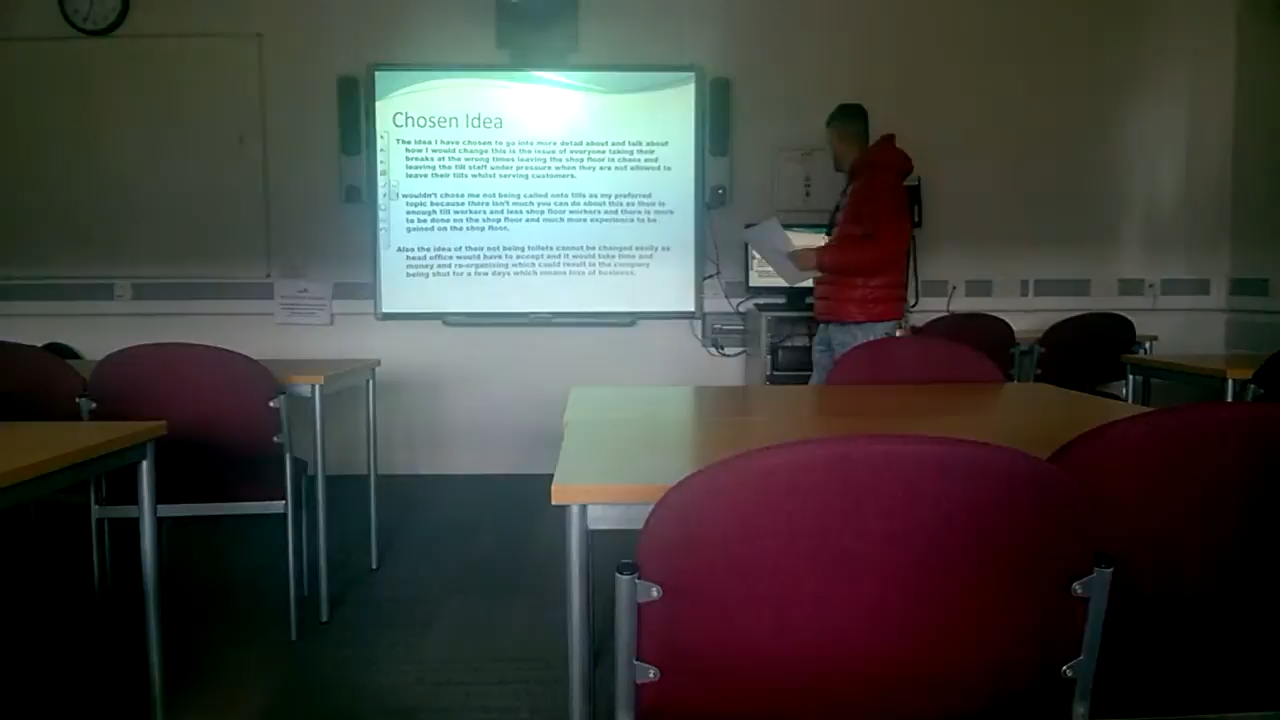 Chosen Idea
The idea I have chosen to go into more detail about and talk about
how I would change this is the issue of everyone taking their
breaks at the wrong times leaving the shop floor in chaos and
leaving the till staff under pressure when they are not allowed to
leave their tills whilst serving customers.
I wouldn't chose me not being called onto tills as my preferred
topic because there isn't much you can do about this as their is
enough till workers and less shop floor workers and there is more
to be done on the shop floor and much more experience to be
gained on the shop floor.
Also the idea of their not being toilets cannot be changed easily as
head office would have to accept and it would take time and
money and re-organising which could result in the company
being shut for a few days which means loss of business.